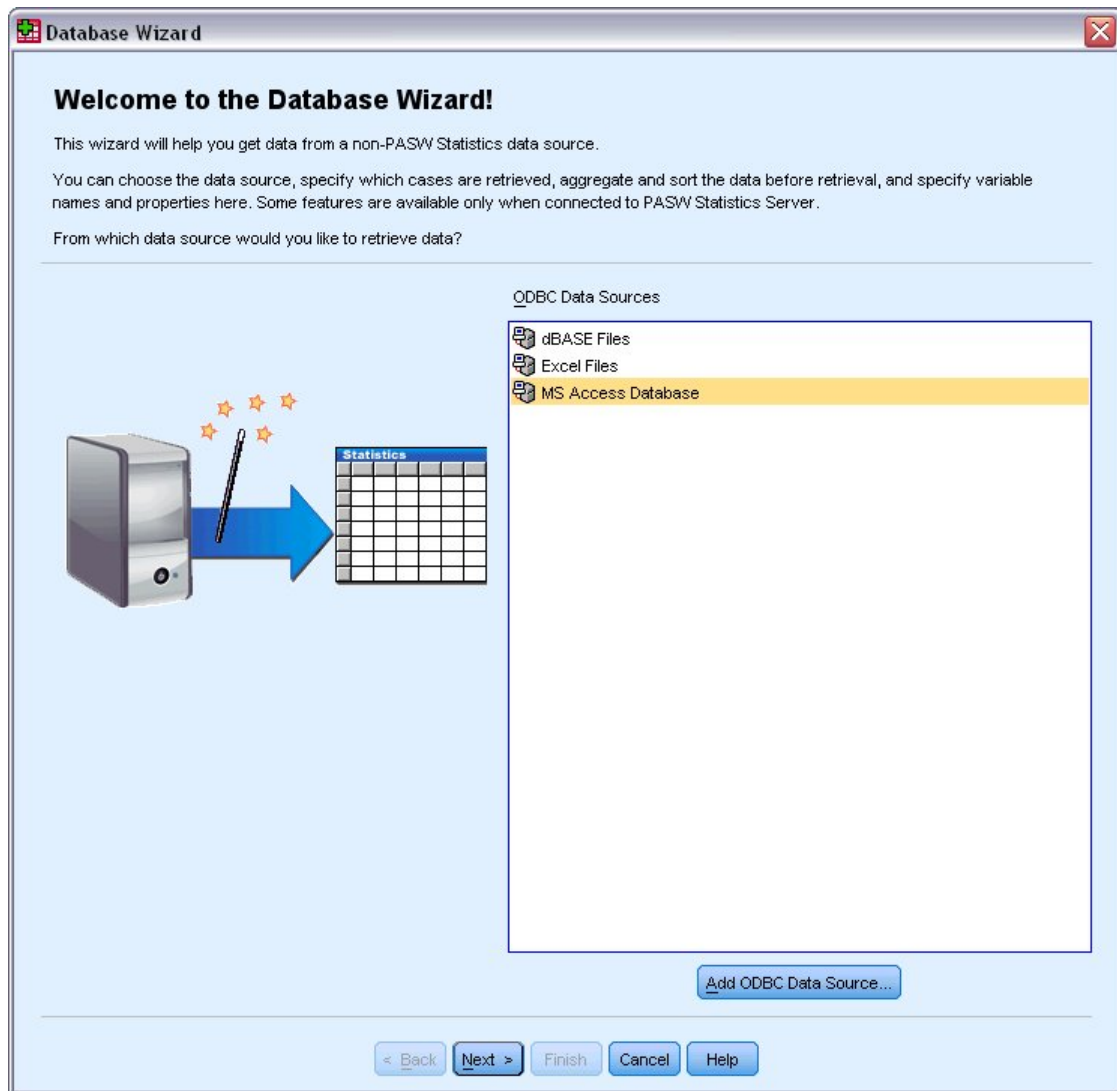 Database Wizard
Welcome to the Database Wizard!
This wizard will help you get data from a non-PASW Statistics data source.
You can choose the data source, specify which cases are retrieved, aggregate and sort the data before retrieval, and specify variable
names and properties here. Some features are available only when connected to PASW Statistics Server.
From which data source would you like to retrieve data?
ODBC Data Sources
dBASE Files
Excel Files
MS Access Database
Statistics
Add ODBC Data Source...
< Back Next > Finish Cancel Help